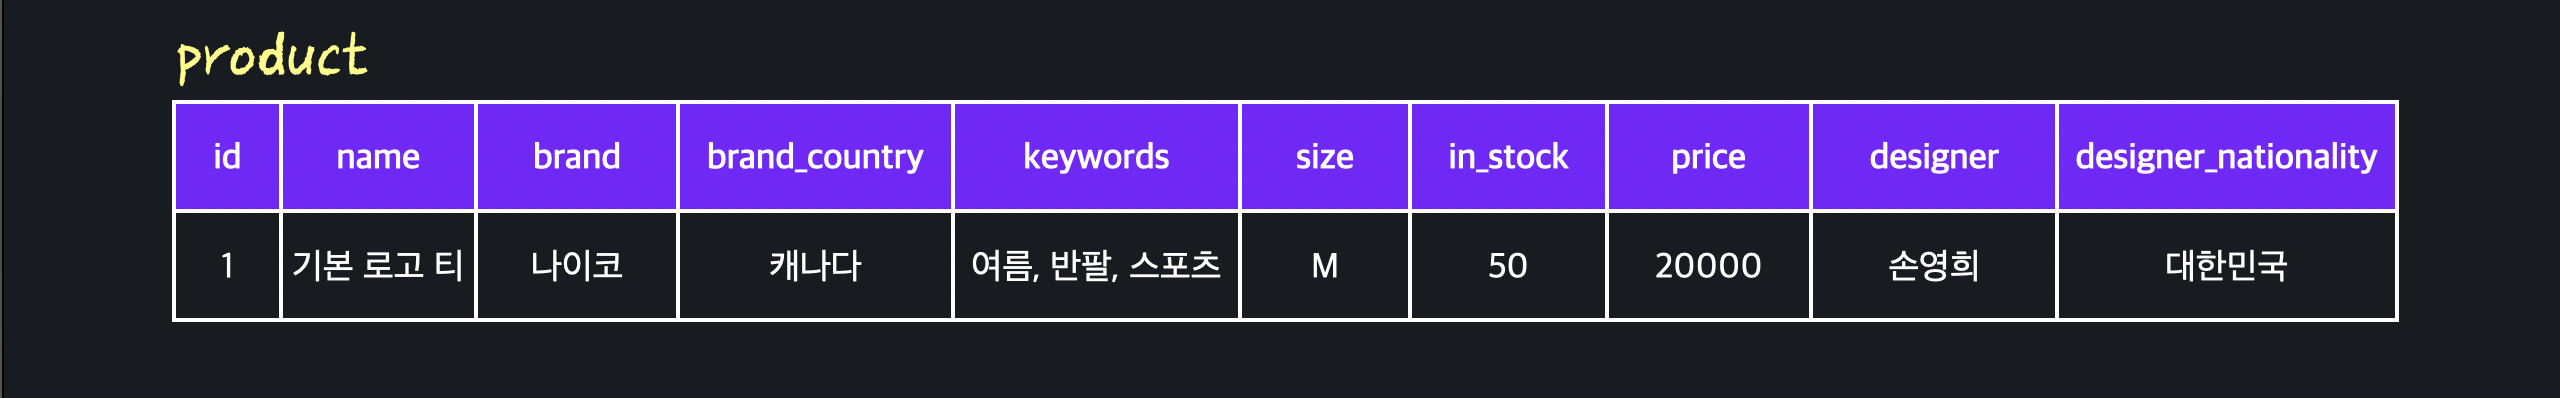 product
id name brand brand_country keywords size in_stock price designer designer_nationality
1 기본 로고 티 나이코 캐나다 여름, 반팔, 스포츠 M 50 20000 손영희 대한민국